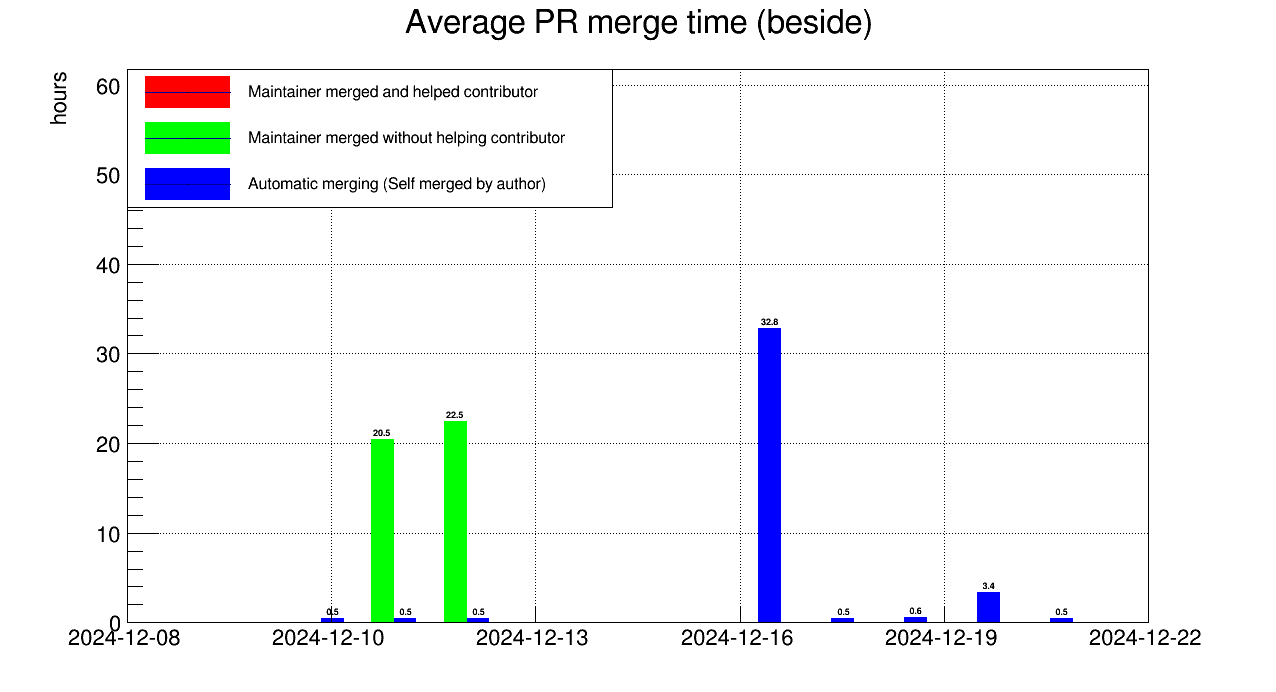 Average PR merge time (beside)
hours
60
50
40
30
20
10
0
Maintainer merged and helped contributor
Maintainer merged without helping contributor
Automatic merging (Self merged by author)
0.5
20.5
0.5
22.5
0.5
32.8
0.5
0.6
3.4
0.5
2024-12-08 2024-12-10 2024-12-13 2024-12-16 2024-12-19 2024-12-22